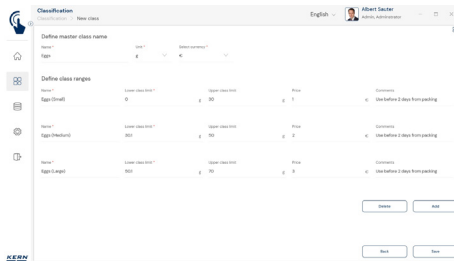 Classification
Classification > New class
English
Albert Sauter
Admin, Administrator
Define master class name
Name * Unit * Select currency *
Eggs g €
Define class ranges
Name * Lower class limit * Upper class limit Price Comments
Eggs (Small) 0 g 30 g 1 € Use before 2 days from packing
Name * Lower class limit * Upper class limit Price Comments
Eggs (Medium) 30.1 g 50 g 2 € Use before 2 days from packing
Name * Lower class limit * Upper class limit Price Comments
Eggs (Large) 50.1 g 70 g 3 € Use before 2 days from packing
Delete Add
Back Save
KERN